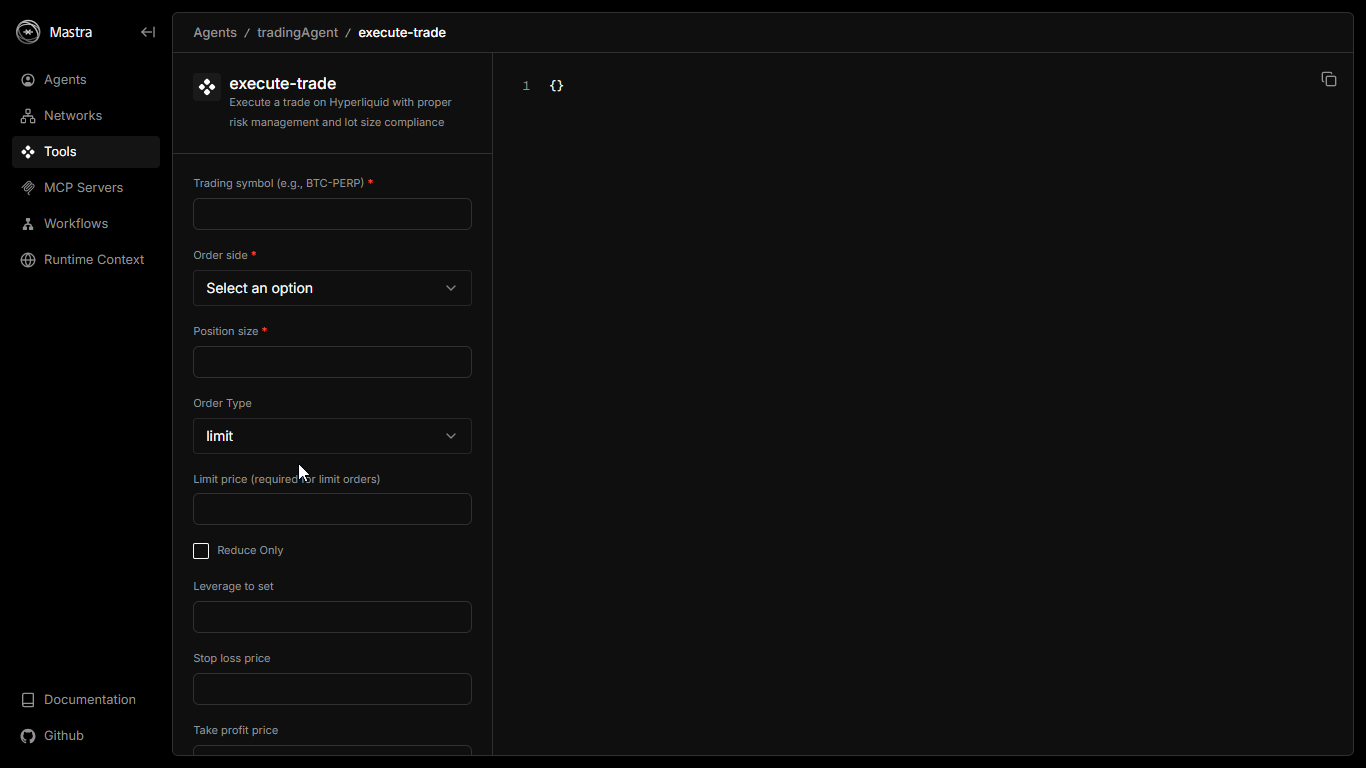 Mastra
Agents
Networks
Tools
MCP Servers
Workflows
Runtime Context
Documentation
Github
Agents / tradingAgent / execute-trade
execute-trade
Execute a trade on Hyperliquid with proper
risk management and lot size compliance
Trading symbol (e.g., BTC-PERP) *
Order side *
Select an option
Position size *
Order Type
limit
Limit price (required for limit orders)
Reduce Only
Leverage to set
Stop loss price
Take profit price
1 {}